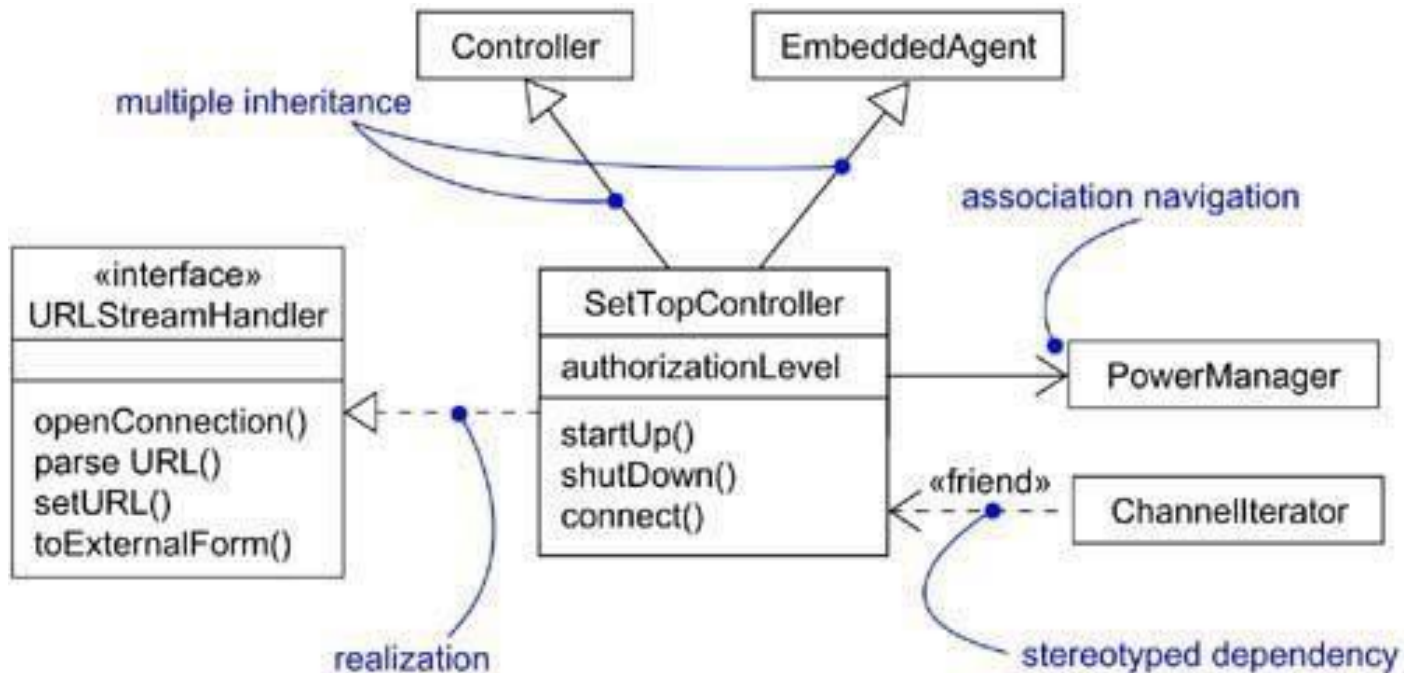 Controller
EmbeddedAgent
multiple inheritance
association navigation
«interface»
URLStreamHandler
openConnection()
parse URL()
setURL()
toExternalForm()
SetTopController
authorizationLevel
startUp()
shutDown()
connect()
PowerManager
«friend»
ChannelIterator
realization
stereotyped dependency